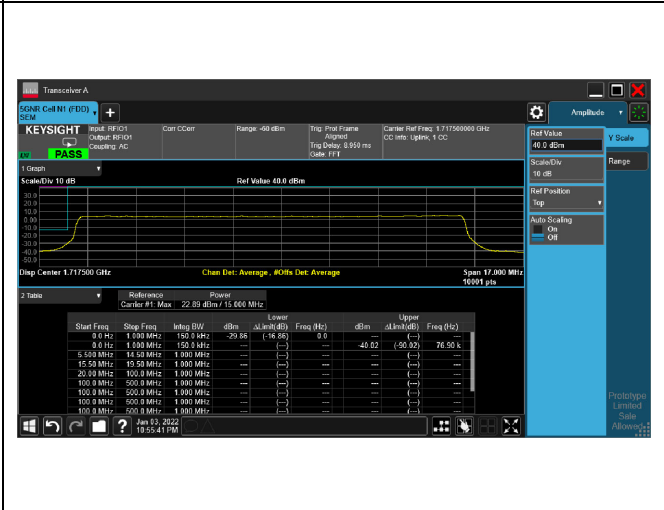 Transceiver A
5GNR Cell N1 (FDD)
SEM
Amplitude
KEYSIGHT
PASS
Input: RFIO1
Output: RFIO1
Coupling: AC
Corr CCorr
Range: -60 dBm
Trig: Prot Frame
Aligned
Trig Delay: 8.950 ms
Gate: FFT
Carrier Ref Freq: 1.717500000 GHz
CC Info: Uplink, 1 CC
Ref Value
40.0 dBm
Scale/Div
10 dB
Ref Position
Top
Auto Scaling
On
Off
Y Scale
Range
1 Graph
Scale/Div 10 dB
Ref Value 40.0 dBm
30.0
20.0
10.0
0.00
-10.0
-20.0
-30.0
-40.0
-50.0
Disp Center 1.717500 GHz
Chan Det: Average , #Offs Det: Average
Span 17.000 MHz
10001 pts
2 Table
Reference Power
Carrier #1: Max 22.89 dBm / 15.000 MHz
Lower Upper
Start Freq Stop Freq Integ BW dBm ΔLimit(dB) Freq (Hz) dBm ΔLimit(dB) Freq (Hz)
0.0 Hz 1.000 MHz 150.0 kHz -29.86 (-16.86) 0.0 --- (---) ---
0.0 Hz 1.000 MHz 150.0 kHz --- (---) --- -40.02 (-90.02) 76.90 k
5.500 MHz 14.50 MHz 1.000 MHz --- (---) --- --- (---) ---
15.50 MHz 19.50 MHz 1.000 MHz --- (---) --- --- (---) ---
20.00 MHz 100.0 MHz 1.000 MHz --- (---) --- --- (---) ---
100.0 MHz 500.0 MHz 1.000 MHz --- (---) --- --- (---) ---
100.0 MHz 500.0 MHz 1.000 MHz --- (---) --- --- (---) ---
100.0 MHz 500.0 MHz 1.000 MHz --- (---) --- --- (---) ---
100.0 MHz 500.0 MHz 1.000 MHz --- (---) --- --- (---) ---
Jan 03, 2022
10:55:41 PM
Prototype
Limited
Sale
Allowed